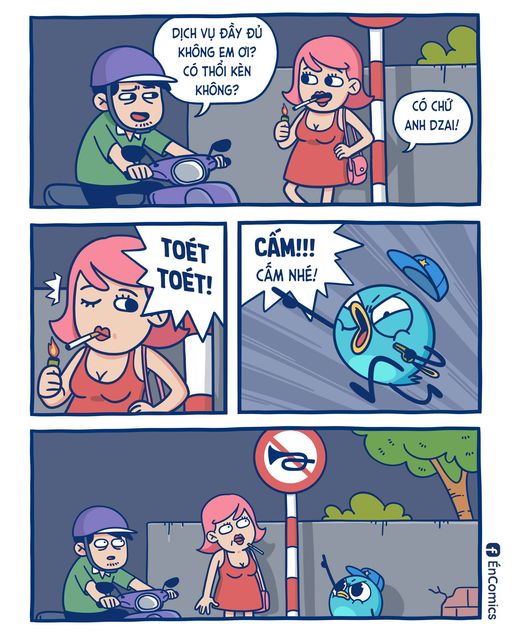 DỊCH VỤ ĐẦY ĐỦ
KHÔNG EM ƠI?
CÓ THỔI KÈN
KHÔNG?
CÓ CHỨ
ANH DZAI!
TOÉT
TOÉT!
CẤM!!!
CẤM NHÉ!
ÉnComics